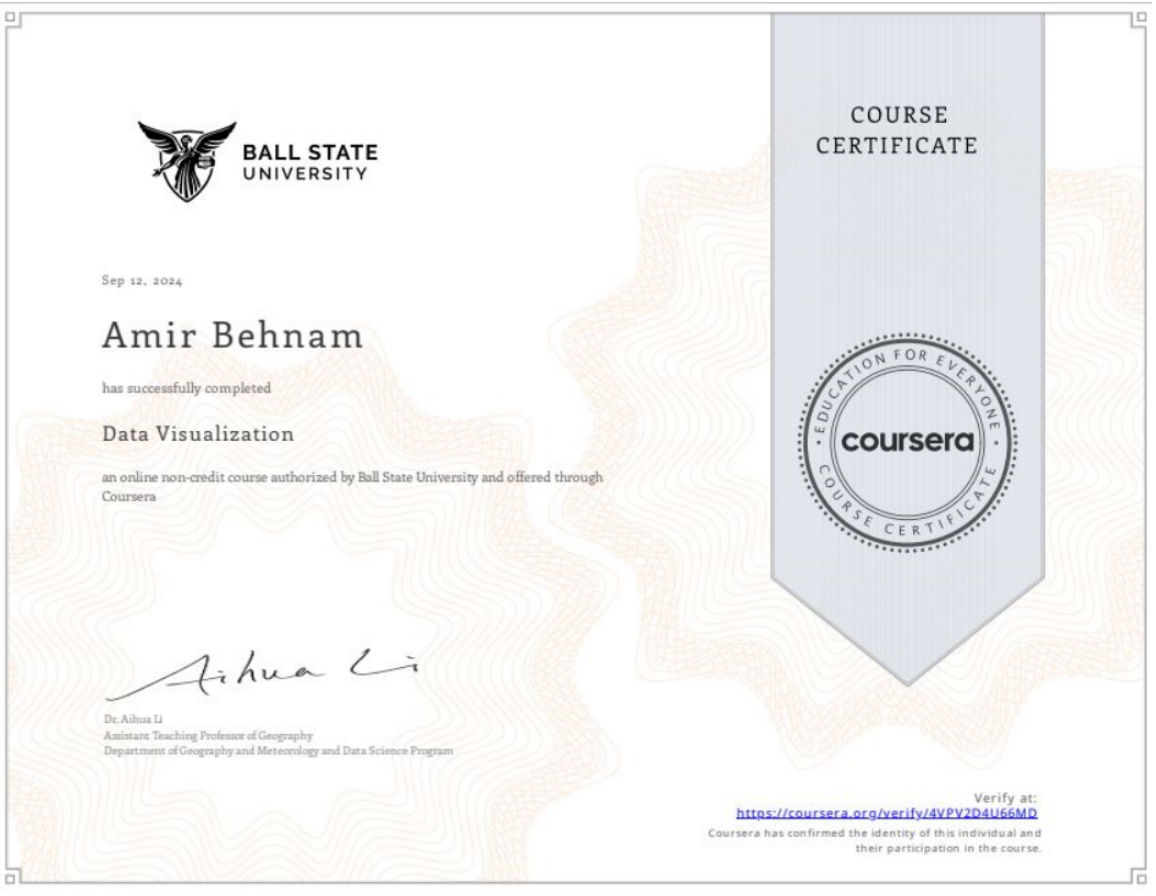 BALL STATE
UNIVERSITY
COURSE
CERTIFICATE
Sep 12, 2024
Amir Behnam
has successfully completed
Data Visualization
an online non-credit course authorized by Ball State University and offered through
Coursera
EDUCATION FOR EVERYONE
coursera
COURSE CERTIFICATE
Aihua Li
Dr. Aihua Li
Assistant Teaching Professor of Geography
Department of Geography and Meteorology and Data Science Program
Verify at:
https://coursera.org/verify/4VPV2D4U66MD
Coursera has confirmed the identity of this individual and
their participation in the course.